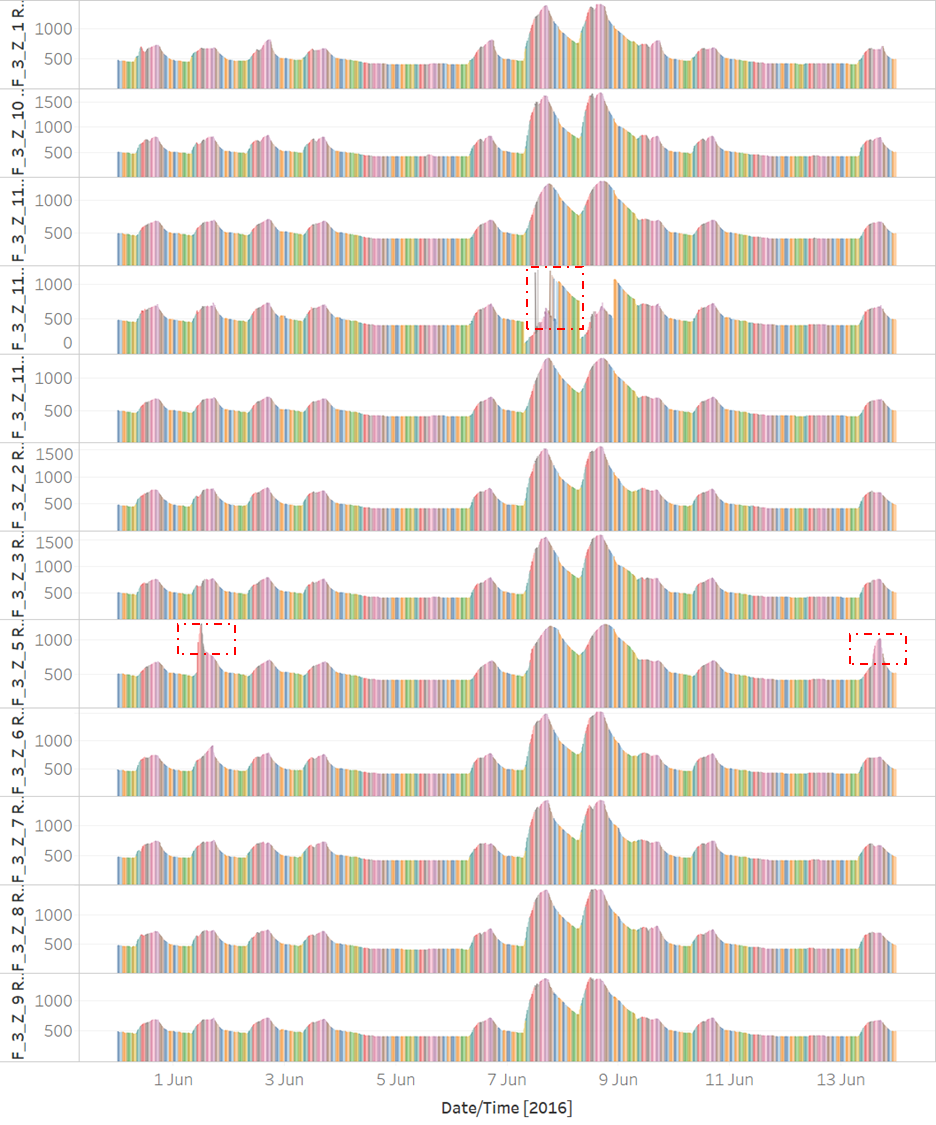 F_3_Z_1 R..
1000
500
F_3_Z_10 ..
1500
1000
500
F_3_Z_11..
1000
500
F_3_Z_11..
1000
500
0
F_3_Z_11..
1000
500
F_3_Z_2 R..
1500
1000
500
F_3_Z_3 R..
1500
1000
500
F_3_Z_5 R..
1000
500
F_3_Z_6 R..
1000
500
F_3_Z_7 R..
1000
500
F_3_Z_8 R..
1000
500
F_3_Z_9 R..
1000
500
1 Jun 3 Jun 5 Jun 7 Jun 9 Jun 11 Jun 13 Jun
Date/Time [2016]